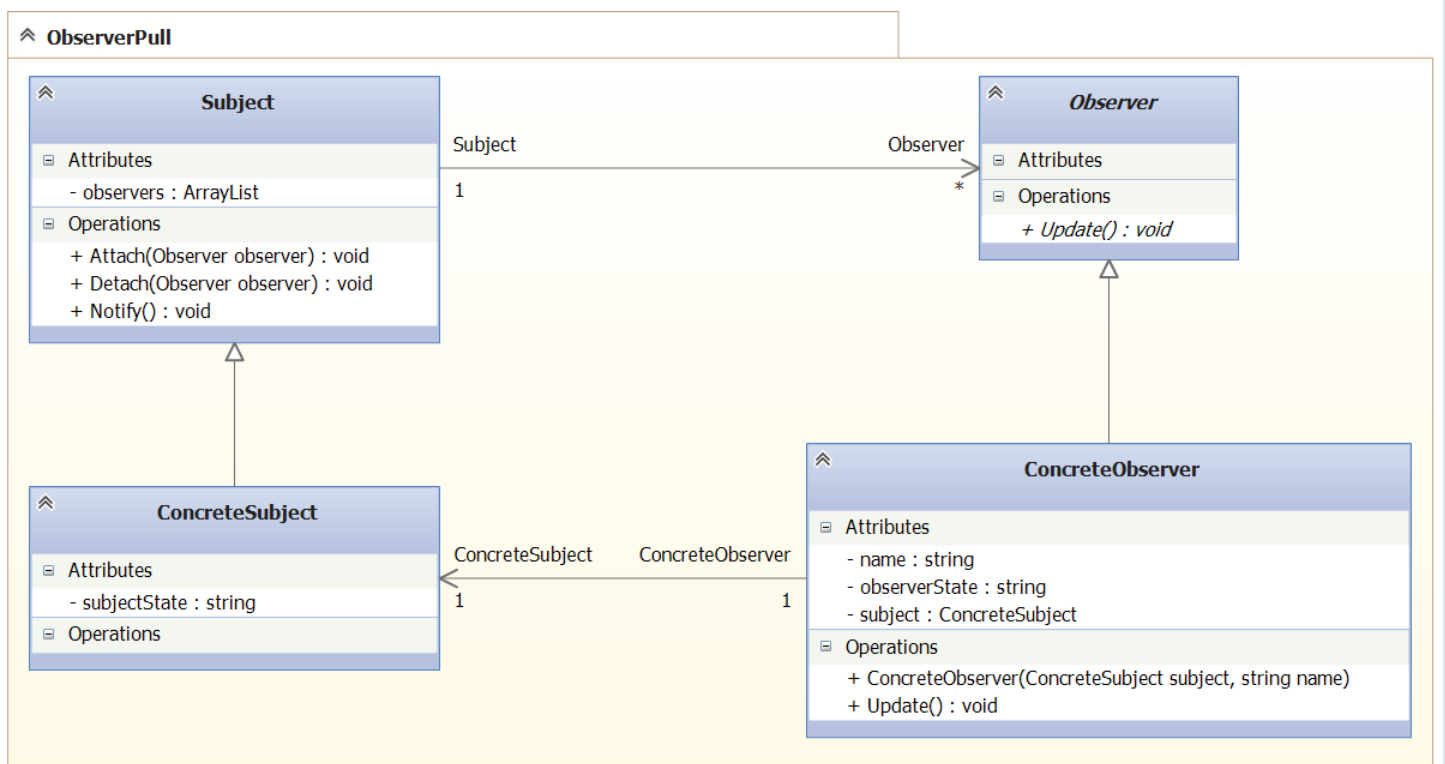 ObserverPull
Subject
Attributes
- observers : ArrayList
Operations
+ Attach(Observer observer) : void
+ Detach(Observer observer) : void
+ Notify() : void
Subject
Observer
1
*
Observer
Attributes
Operations
+ Update() : void
ConcreteSubject
Attributes
- subjectState : string
Operations
ConcreteSubject
ConcreteObserver
1
1
ConcreteObserver
Attributes
- name : string
- observerState : string
- subject : ConcreteSubject
Operations
+ ConcreteObserver(ConcreteSubject subject, string name)
+ Update() : void